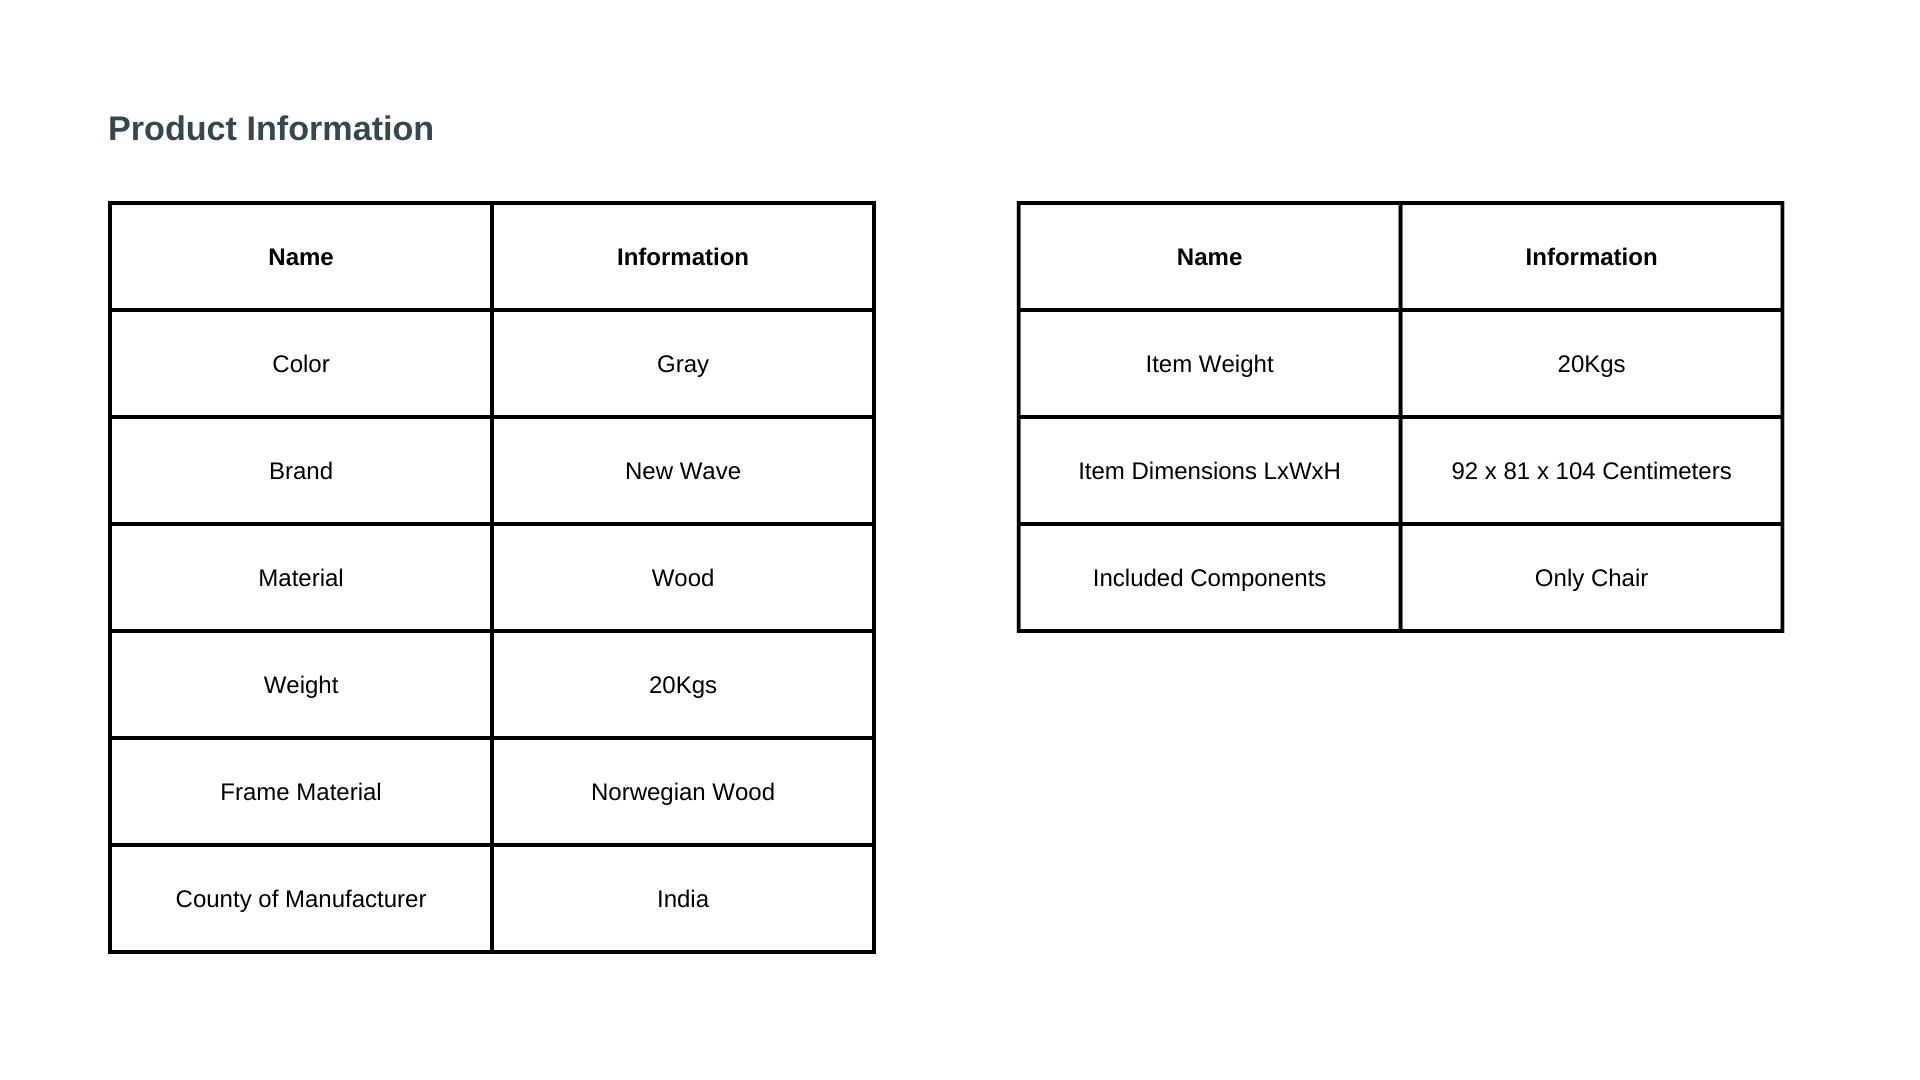 Product Information
Name Information
Color Gray
Brand New Wave
Material Wood
Weight 20Kgs
Frame Material Norwegian Wood
County of Manufacturer India
Name Information
Item Weight 20Kgs
Item Dimensions LxWxH 92 x 81 x 104 Centimeters
Included Components Only Chair